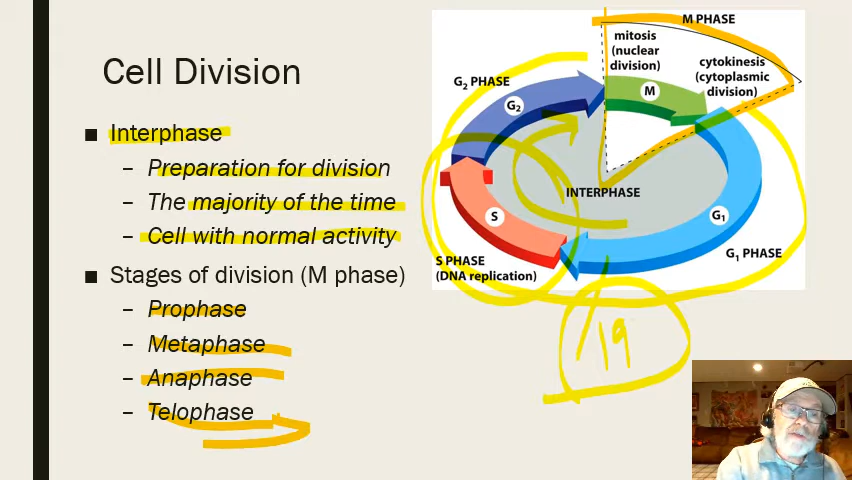 Cell Division
Interphase
– Preparation for division
– The majority of the time
– Cell with normal activity
Stages of division (M phase)
– Prophase
– Metaphase
– Anaphase
– Telophase
M PHASE
mitosis
(nuclear
division)
cytokinesis
(cytoplasmic
division)
G₂ PHASE
G₂
M
INTERPHASE
S
G₁
S PHASE
(DNA replication)
G₁ PHASE
19